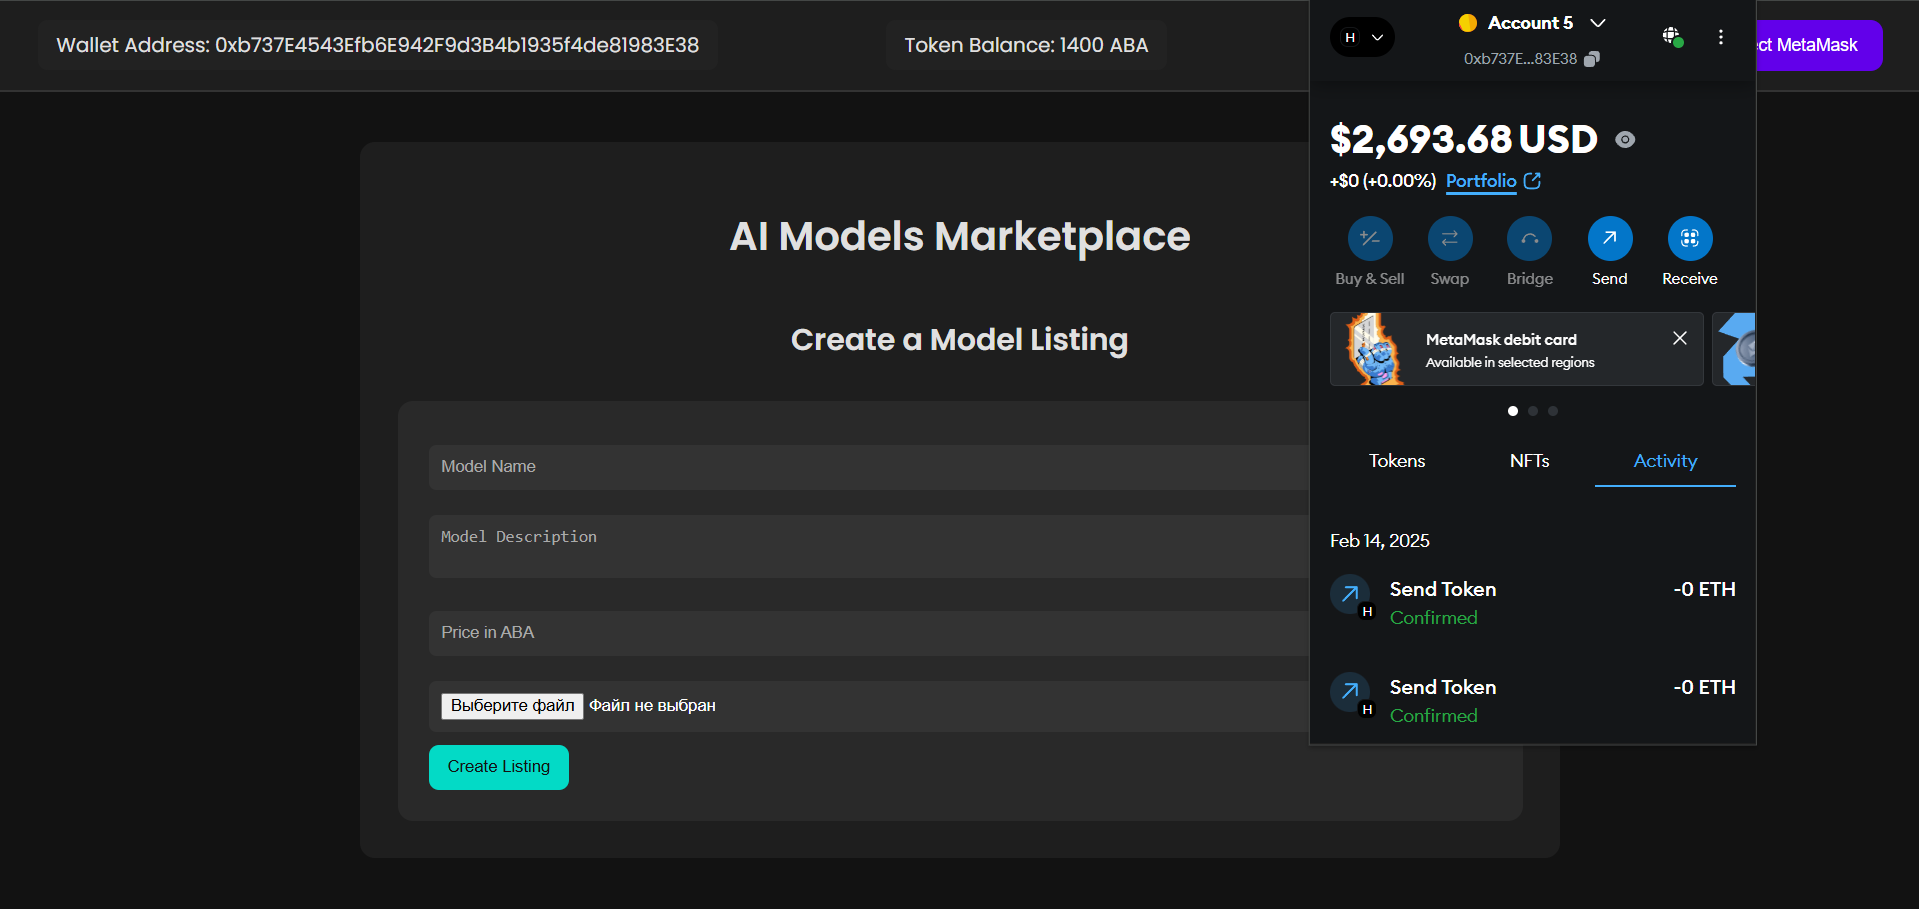 Wallet Address: 0xb737E4543Efb6E942F9d3B4b1935f4de81983E38
Token Balance: 1400 ABA
ct MetaMask
AI Models Marketplace
Create a Model Listing
Model Name
Model Description
Price in ABA
Выберите файл Файл не выбран
Create Listing
H
Account 5
0xb737E...83E38
$2,693.68 USD
+$0 (+0.00%) Portfolio
Buy & Sell Swap Bridge Send Receive
MetaMask debit card
Available in selected regions
Tokens NFTs Activity
Feb 14, 2025
Send Token -0 ETH
H
Confirmed
Send Token -0 ETH
H
Confirmed